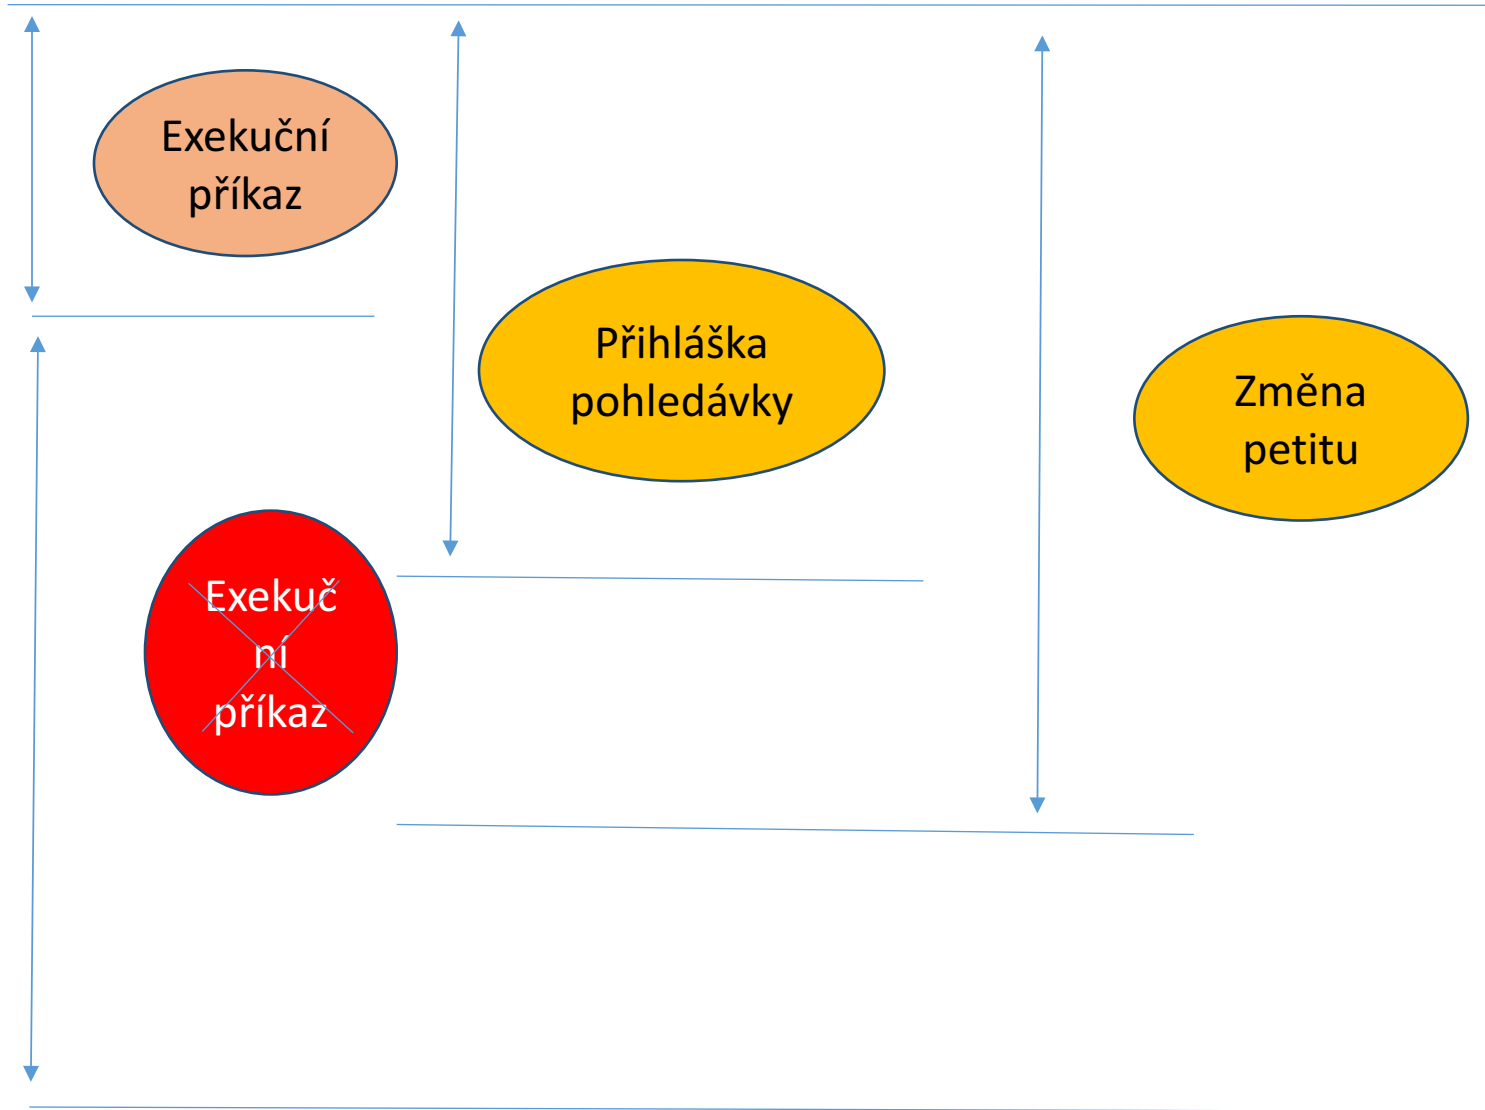 Exekuční
příkaz
Přihláška
pohledávky
Změna
petitu
Exekuč
ní
příkaz